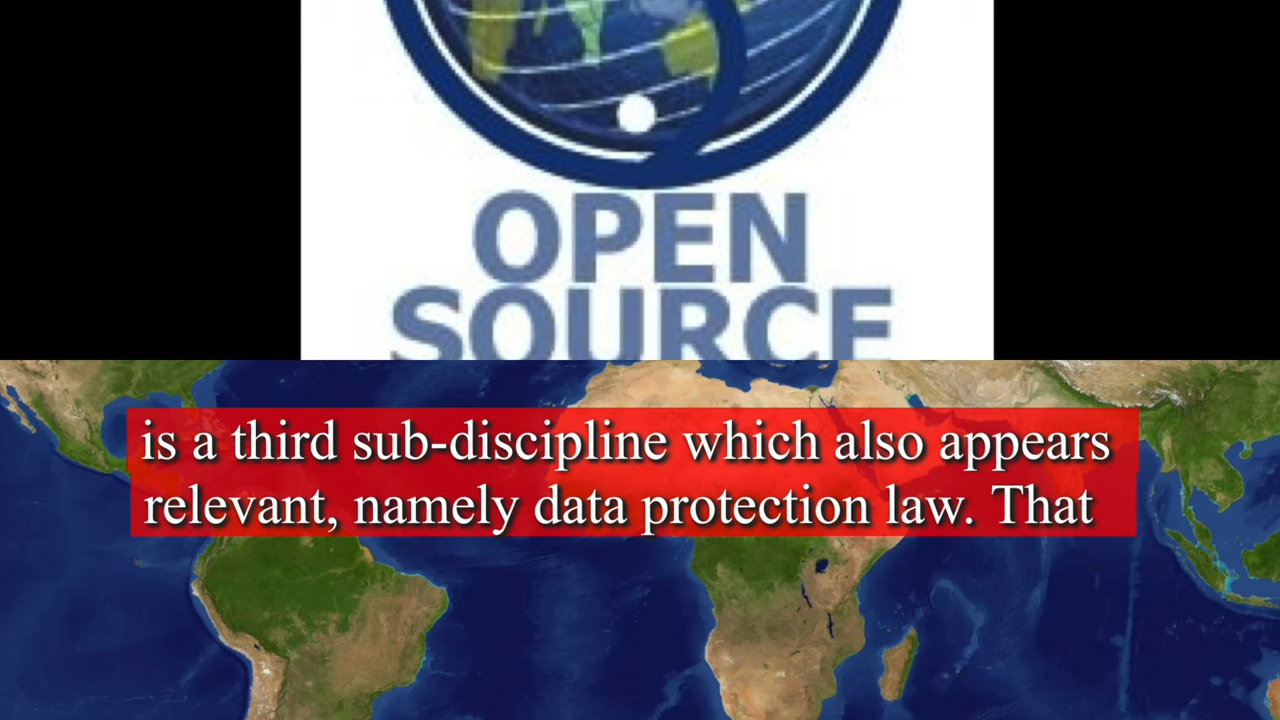 OPEN
SOURCE
is a third sub-discipline which also appears
relevant, namely data protection law. That